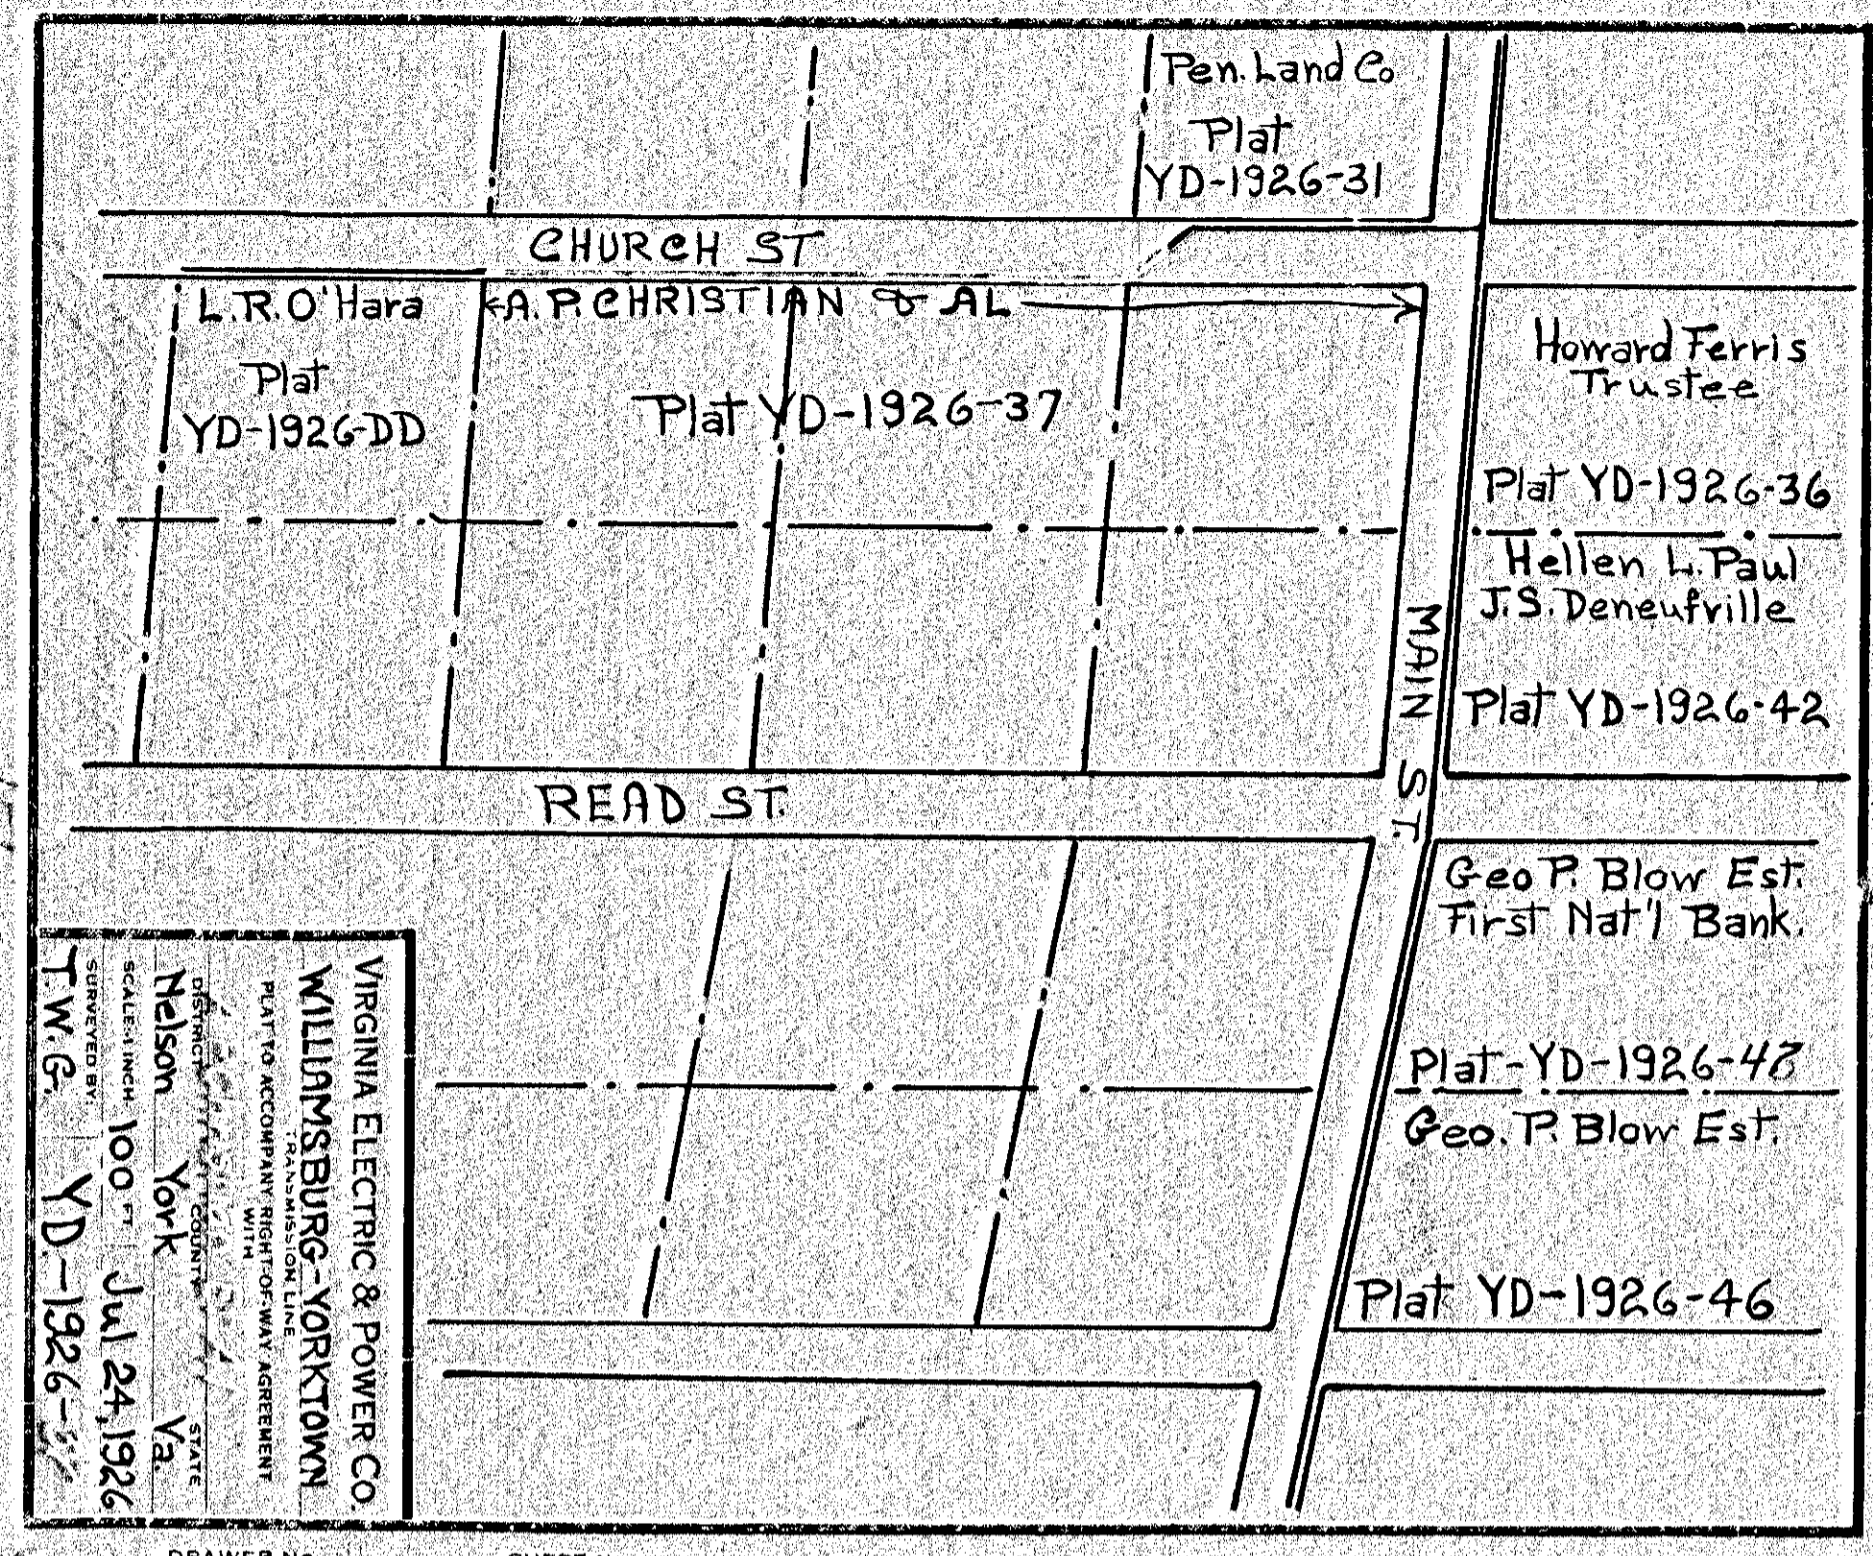 Pen. Land Co
Plat
YD-1926-31
CHURCH ST
L.R. O'Hara
Plat
YD-1926-DD
A.P. CHRISTIAN & AL
Plat YD-1926-37
Howard Ferris
Trustee
Plat YD-1926-36
Hellen L. Paul
J.S. Deneufville
Plat YD-1926-42
MAIN ST.
READ ST.
Geo P. Blow Est.
First Nat'l Bank.
Plat-YD-1926-48
Geo. P. Blow Est.
Plat YD-1926-46
VIRGINIA ELECTRIC & POWER CO.
WILLIAMSBURG-YORKTOWN
TRANSMISSION LINE
PLAT TO ACCOMPANY RIGHT-OF-WAY AGREEMENT
WITH
DISTRICT COUNTY STATE
Nelson York Va.
SCALE-1 INCH 100 FT Jul 24, 1926
SURVEYED BY
T.W.G. YD-1926-